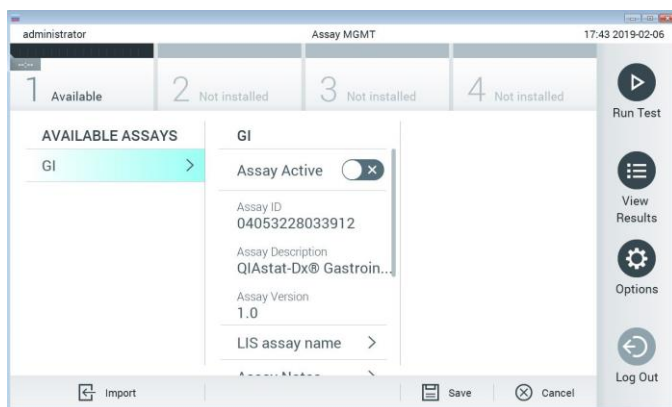 administrator Assay MGMT 17:43 2019-02-06
--:--
1 Available 2 Not installed 3 Not installed 4 Not installed
Run Test
AVAILABLE ASSAYS GI
GI Assay Active
View
Results
Assay ID
04053228033912
Assay Description
QIAstat-Dx® Gastroin...
Options
Assay Version
1.0
LIS assay name
Assay Notes
Log Out
Import Save Cancel